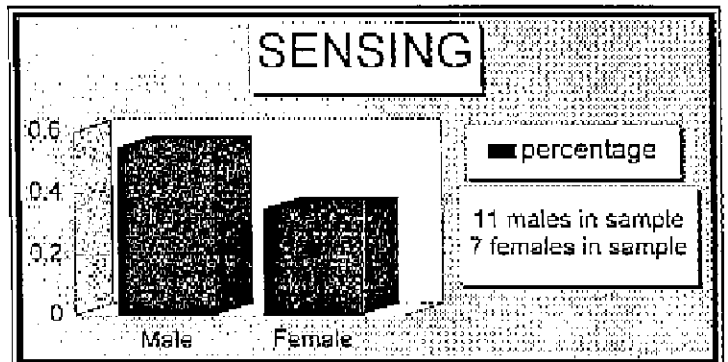 SENSING
0.6
0.4
0.2
0
Male Female
percentage
11 males in sample
7 females in sample